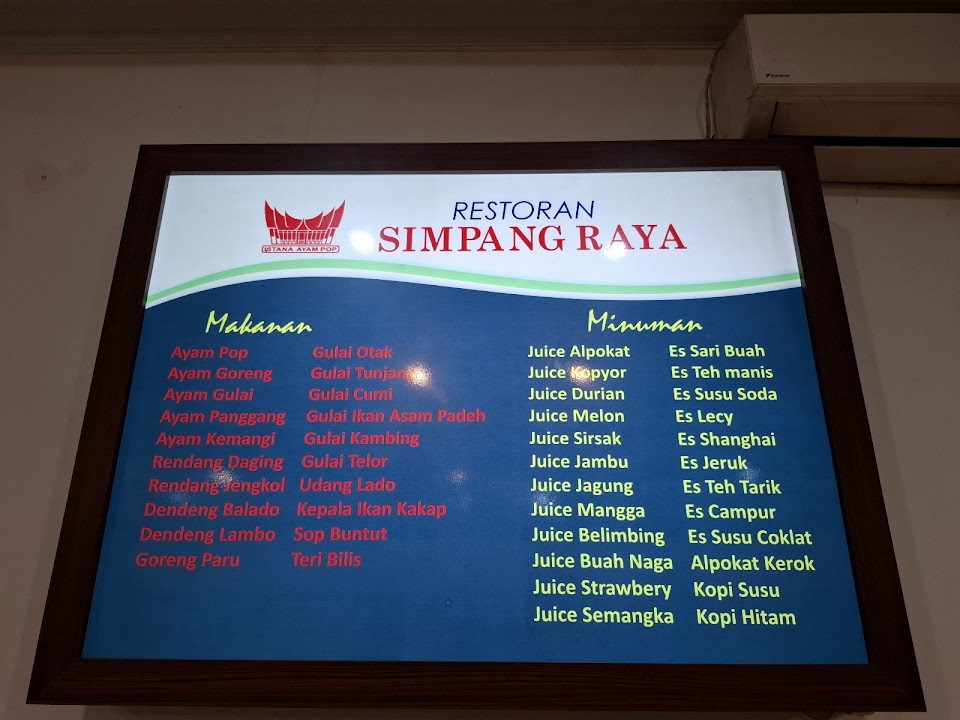 DAIKIN
ISTANA AYAM POP
RESTORAN
SIMPANG RAYA
Makanan
Ayam Pop
Ayam Goreng
Ayam Gulai
Ayam Panggang
Ayam Kemangi
Rendang Daging
Rendang Jengkol
Dendeng Balado
Dendeng Lambo
Goreng Paru
Gulai Otak
Gulai Tunjang
Gulai Cumi
Gulai Ikan Asam Padeh
Gulai Kambing
Gulai Telor
Udang Lado
Kepala Ikan Kakap
Sop Buntut
Teri Bilis
Minuman
Juice Alpokat
Juice Kopyor
Juice Durian
Juice Melon
Juice Sirsak
Juice Jambu
Juice Jagung
Juice Mangga
Juice Belimbing
Juice Buah Naga
Juice Strawbery
Juice Semangka
Es Sari Buah
Es Teh manis
Es Susu Soda
Es Lecy
Es Shanghai
Es Jeruk
Es Teh Tarik
Es Campur
Es Susu Coklat
Alpokat Kerok
Kopi Susu
Kopi Hitam